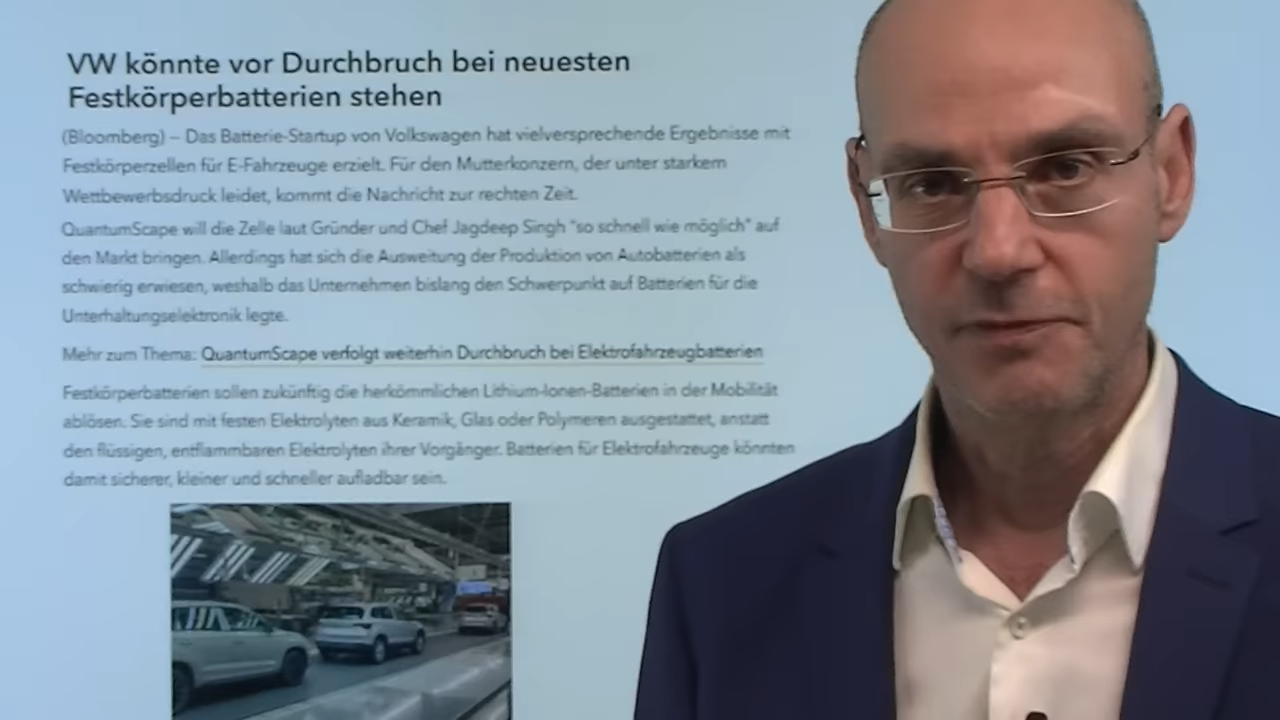 VW könnte vor Durchbruch bei neuesten
Festkörperbatterien stehen
(Bloomberg) – Das Batterie-Startup von Volkswagen hat vielversprechende Ergebnisse mit
Festkörperzellen für E-Fahrzeuge erzielt. Für den Mutterkonzern, der unter starkem
Wettbewerbsdruck leidet, kommt die Nachricht zur rechten Zeit.
QuantumScape will die Zelle laut Gründer und Chef Jagdeep Singh "so schnell wie möglich" auf
den Markt bringen. Allerdings hat sich die Ausweitung der Produktion von Autobatterien als
schwierig erwiesen, weshalb das Unternehmen bislang den Schwerpunkt auf Batterien für die
Unterhaltungselektronik legte.
Mehr zum Thema: QuantumScape verfolgt weiterhin Durchbruch bei Elektrofahrzeugbatterien
Festkörperbatterien sollen zukünftig die herkömmlichen Lithium-Ionen-Batterien in der Mobilität
ablösen. Sie sind mit festen Elektrolyten aus Keramik, Glas oder Polymeren ausgestattet, anstatt
den flüssigen, entflammbaren Elektrolyten ihrer Vorgänger. Batterien für Elektrofahrzeuge könnten
damit sicherer, kleiner und schneller aufladbar sein.